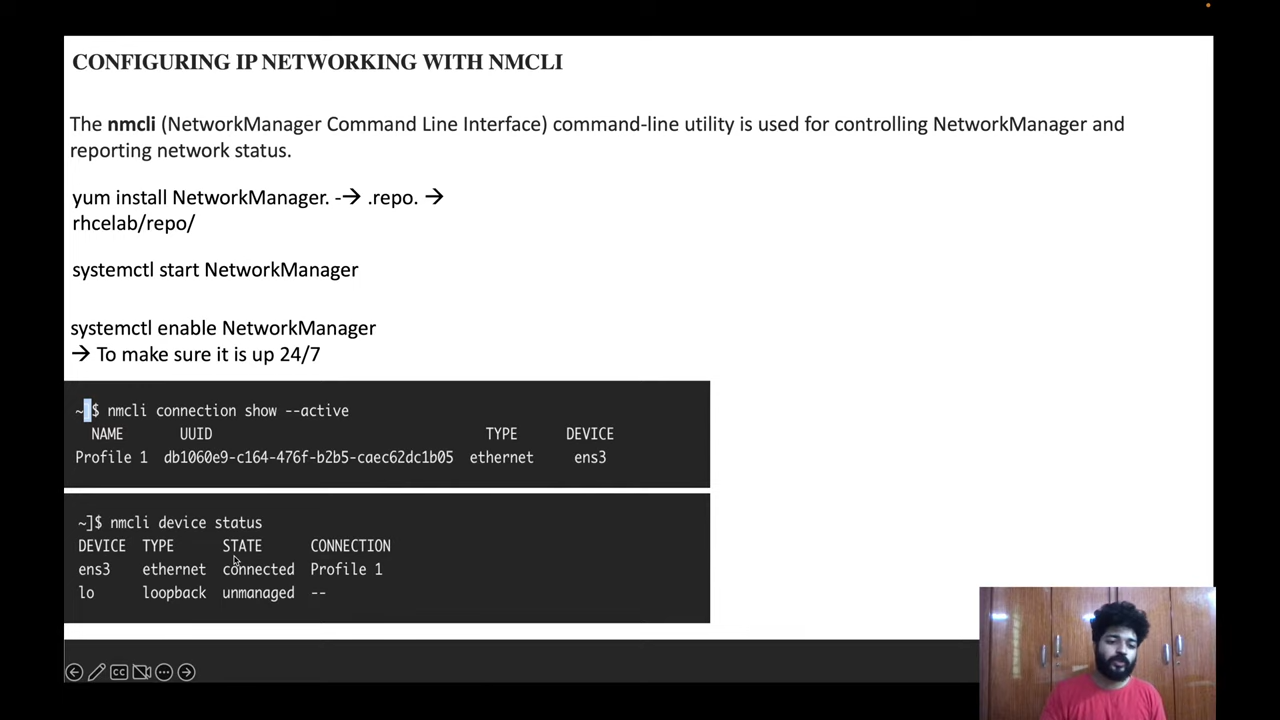 CONFIGURING IP NETWORKING WITH NMCLI
The nmcli (NetworkManager Command Line Interface) command-line utility is used for controlling NetworkManager and
reporting network status.
yum install NetworkManager. -→ .repo. →
rhcelab/repo/
systemctl start NetworkManager
systemctl enable NetworkManager
→ To make sure it is up 24/7
~]$ nmcli connection show --active
NAME UUID TYPE DEVICE
Profile 1 db1060e9-c164-476f-b2b5-caec62dc1b05 ethernet ens3
~]$ nmcli device status
DEVICE TYPE STATE CONNECTION
ens3 ethernet connected Profile 1
lo loopback unmanaged --
CC